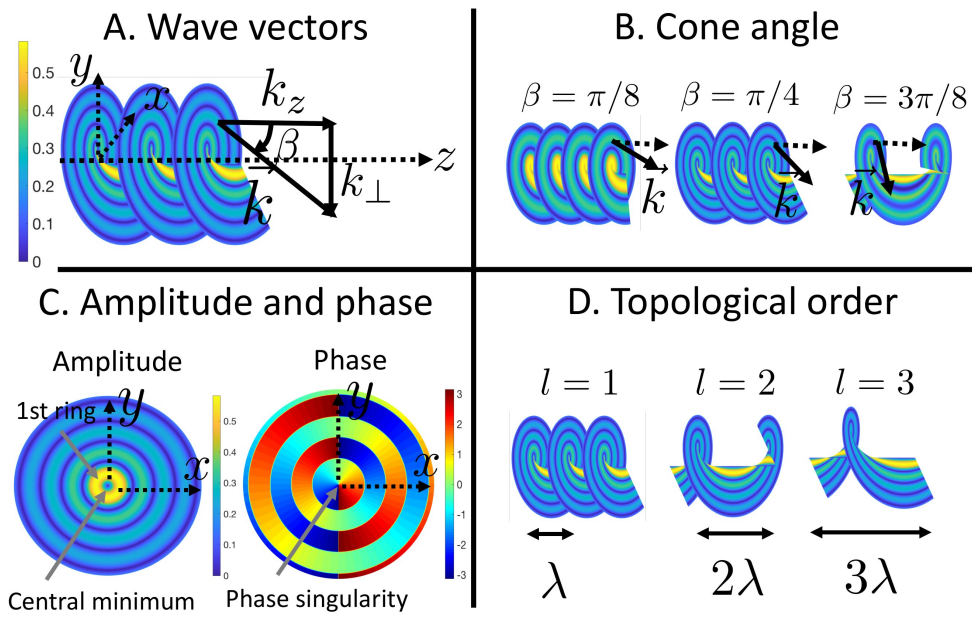 A. Wave vectors
0.5
0.4
0.3
0.2
0.1
0
y
x
k_z
β
z
k⃗
k_⊥
B. Cone angle
β = π/8
β = π/4
β = 3π/8
k⃗
k⃗
k⃗
C. Amplitude and phase
Amplitude
Phase
1st ring
y
x
0.5
0.4
0.3
0.2
0.1
0
y
x
3
2
1
0
-1
-2
-3
Central minimum
Phase singularity
D. Topological order
l = 1
l = 2
l = 3
λ
2λ
3λ